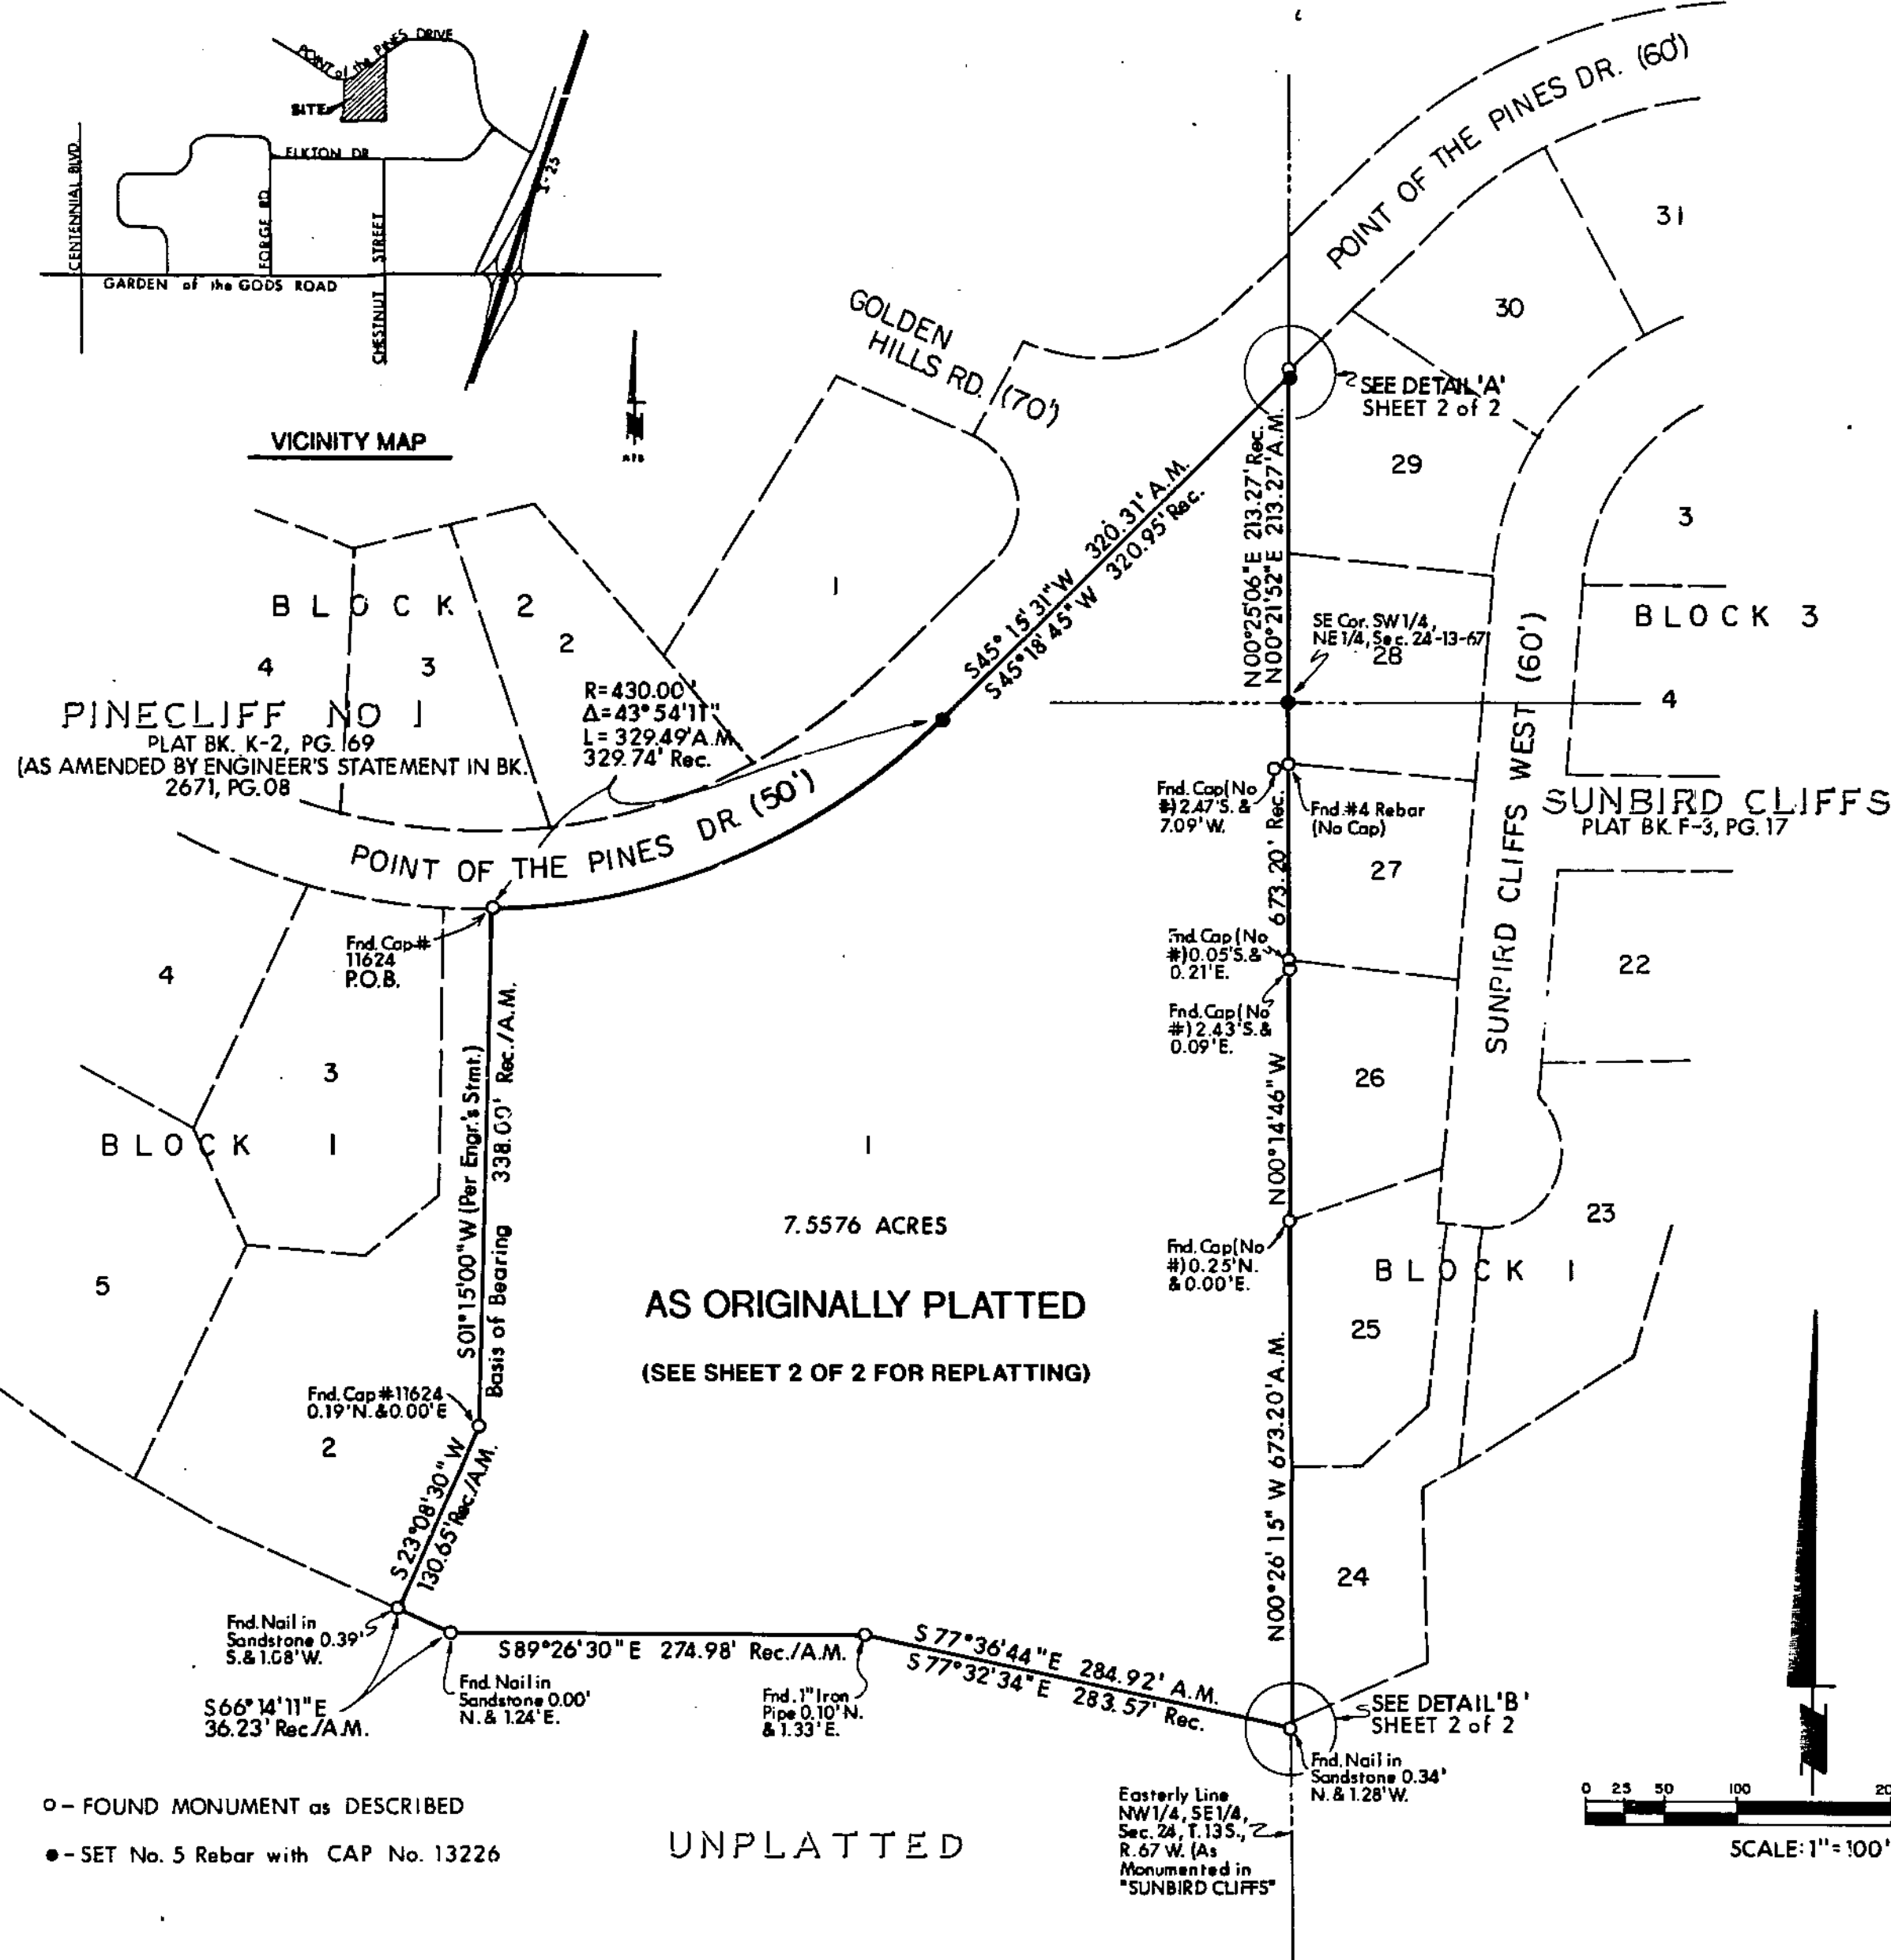 POINT of the PINES DRIVE
SITE
CENTENNIAL BLVD.
ELKTON DR
FORGE RD
CHESTNUT STREET
I-25
GARDEN of the GODS ROAD
VICINITY MAP
POINT OF THE PINES DR. (60')
31
30
29
GOLDEN
HILLS RD. (70')
SEE DETAIL 'A'
SHEET 2 of 2
N00°25'06"E 213.27' Rec.
N00°21'52"E 213.27' A.M.
S45°15'31"W 320.31' A.M.
S45°18'45"W 320.95' Rec.
1
BLOCK 2
2
3
4
3
BLOCK 3
4
SE Cor. SW1/4,
NE1/4, Sec. 24-13-67
28
R=430.00'
Δ=43°54'11"
L=329.49'A.M.
329.74' Rec.
PINECLIFF NO 1
PLAT BK. K-2, PG. 169
(AS AMENDED BY ENGINEER'S STATEMENT IN BK.
2671, PG.08
POINT OF THE PINES DR. (50')
Fnd. Cap(No
#)2.47'S. &
7.09'W.
Fnd.#4 Rebar
(No Cap)
SUNBIRD CLIFFS
PLAT BK. F-3, PG. 17
SUNBIRD CLIFFS WEST (60')
27
673.20' Rec.
N00°14'46"W
Fnd. Cap #
11624
P.O.B.
Fnd. Cap(No
#)0.05'S.&
0.21'E.
Fnd. Cap(No
#)2.43'S.&
0.09'E.
22
4
3
BLOCK 1
S01°15'00"W (Per Engr.'s Stmt.)
Basis of Bearing 338.00' Rec./A.M.
26
1
7.5576 ACRES
23
BLOCK 1
Fnd. Cap(No
#)0.25'N.
& 0.00'E.
5
AS ORIGINALLY PLATTED
(SEE SHEET 2 OF 2 FOR REPLATTING)
25
N00°26'15"W 673.20'A.M.
Fnd. Cap #11624
0.19'N.&0.00'E
2
S23°08'30"W
130.65'Rec./A.M.
24
Fnd. Nail in
Sandstone 0.39'
S.& 1.08'W.
S66°14'11"E
36.23' Rec./A.M.
S89°26'30"E 274.98' Rec./A.M.
Fnd. Nail in
Sandstone 0.00'
N. & 1.24'E.
Fnd. 1" Iron
Pipe 0.10'N.
& 1.33'E.
S77°36'44"E 284.92' A.M.
S77°32'34"E 283.57' Rec.
SEE DETAIL 'B'
SHEET 2 of 2
Fnd. Nail in
Sandstone 0.34'
N. & 1.28'W.
Easterly Line
NW1/4, SE1/4,
Sec. 24, T.13S.,
R.67 W. (As
Monumented in
"SUNBIRD CLIFFS"
○ - FOUND MONUMENT as DESCRIBED
● - SET No. 5 Rebar with CAP No. 13226
UNPLATTED
0 25 50 100
SCALE: 1" = 100'